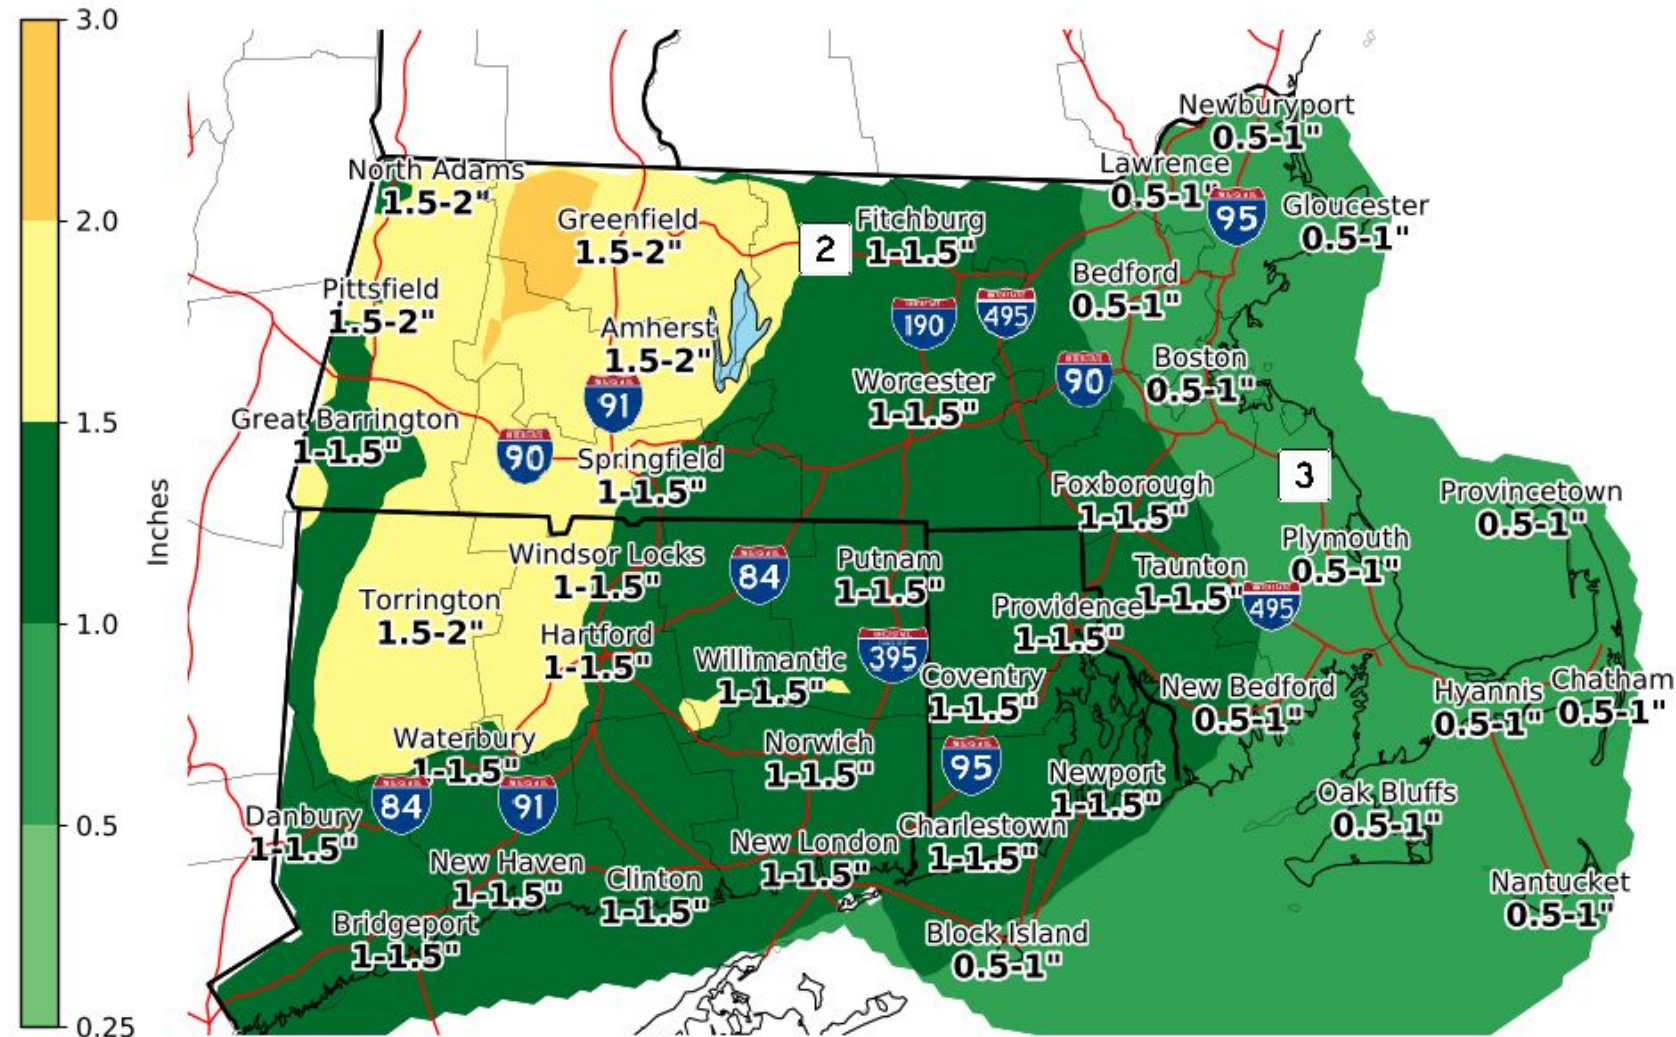 3.0
2.0
1.5
1.0
0.5
0.25
Inches
Newburyport
0.5-1"
Lawrence
0.5-1"
95
Gloucester
0.5-1"
North Adams
1.5-2"
Greenfield
1.5-2"
2
Fitchburg
1-1.5"
Bedford
0.5-1"
Pittsfield
1.5-2"
190
495
Amherst
1.5-2"
Boston
0.5-1"
91
Worcester
1-1.5"
90
Great Barrington
1-1.5"
90
Springfield
1-1.5"
3
Foxborough
1-1.5"
Provincetown
0.5-1"
Windsor Locks
1-1.5"
84
Putnam
1-1.5"
Taunton
1-1.5"
Plymouth
0.5-1"
495
Torrington
1.5-2"
Hartford
1-1.5"
Providence
1-1.5"
Willimantic
1-1.5"
395
Coventry
1-1.5"
New Bedford
0.5-1"
Hyannis
0.5-1"
Chatham
0.5-1"
Waterbury
1-1.5"
Norwich
1-1.5"
95
Newport
1-1.5"
84
91
Oak Bluffs
0.5-1"
Danbury
1-1.5"
New Haven
1-1.5"
Clinton
1-1.5"
New London
1-1.5"
Charlestown
1-1.5"
Nantucket
0.5-1"
Bridgeport
1-1.5"
Block Island
0.5-1"